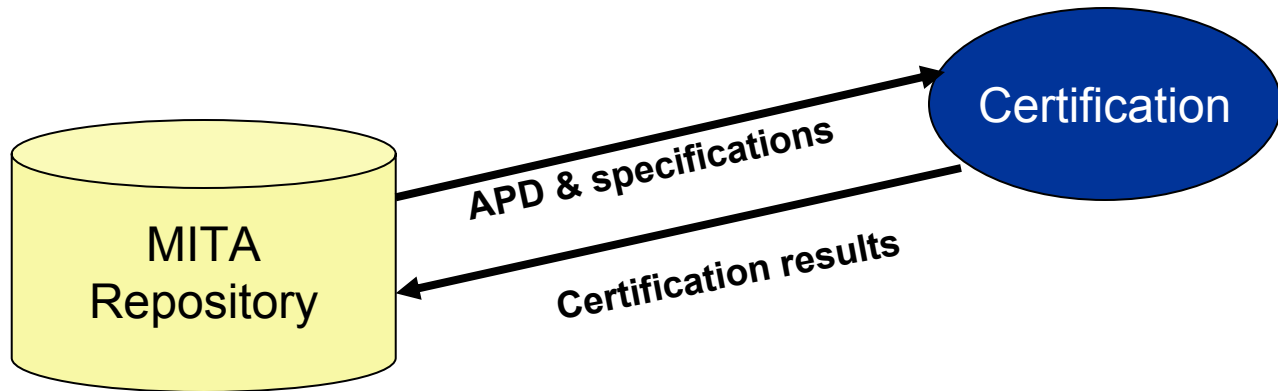 Certification
APD & specifications
MITA
Repository
Certification results